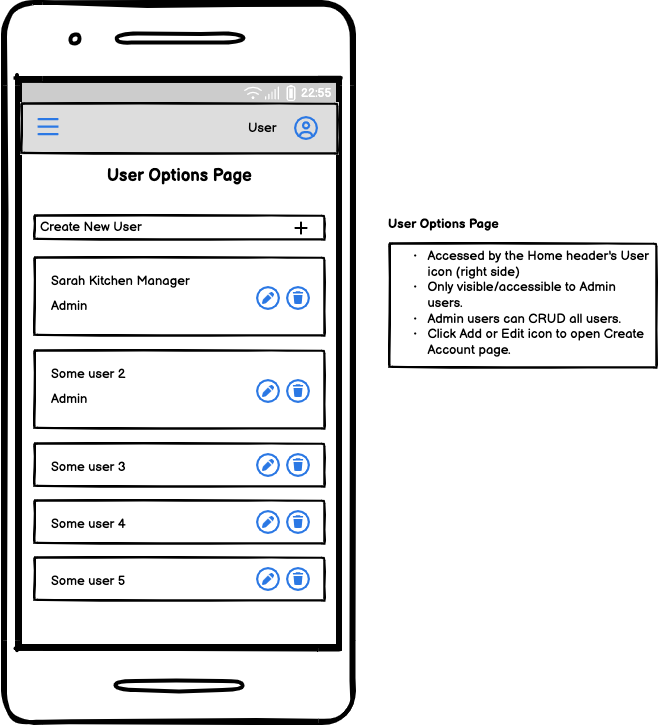 22:55
User
User Options Page
Create New User
Sarah Kitchen Manager
Admin
Some user 2
Admin
Some user 3
Some user 4
Some user 5
User Options Page
· Accessed by the Home header's User
icon (right side)
· Only visible/accessible to Admin
users.
· Admin users can CRUD all users.
· Click Add or Edit icon to open Create
Account page.